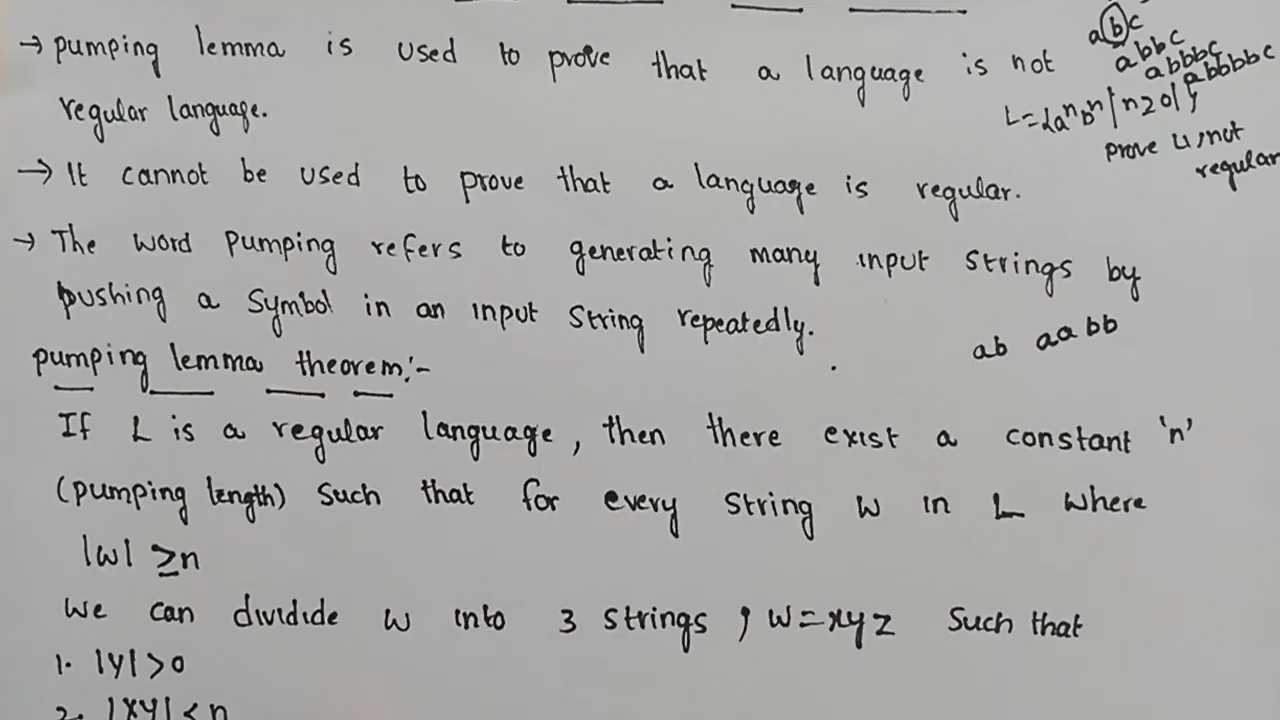 → pumping lemma is used to prove that a language is not
regular language.
abc
abbc
abbbc
abbbbc
L={aⁿbⁿ|n≥0|}
prove L is not
regular
→ It cannot be used to prove that a language is regular.
→ The word pumping refers to generating many input strings by
pushing a symbol in an input string repeatedly.
ab aabb
pumping lemma theorem:-
If L is a regular language, then there exist a constant 'n'
(pumping length) such that for every string w in L where
|w| ≥n
We can dividide w into 3 strings, w=xyz such that
1. |y|>0
2. |xy|<n